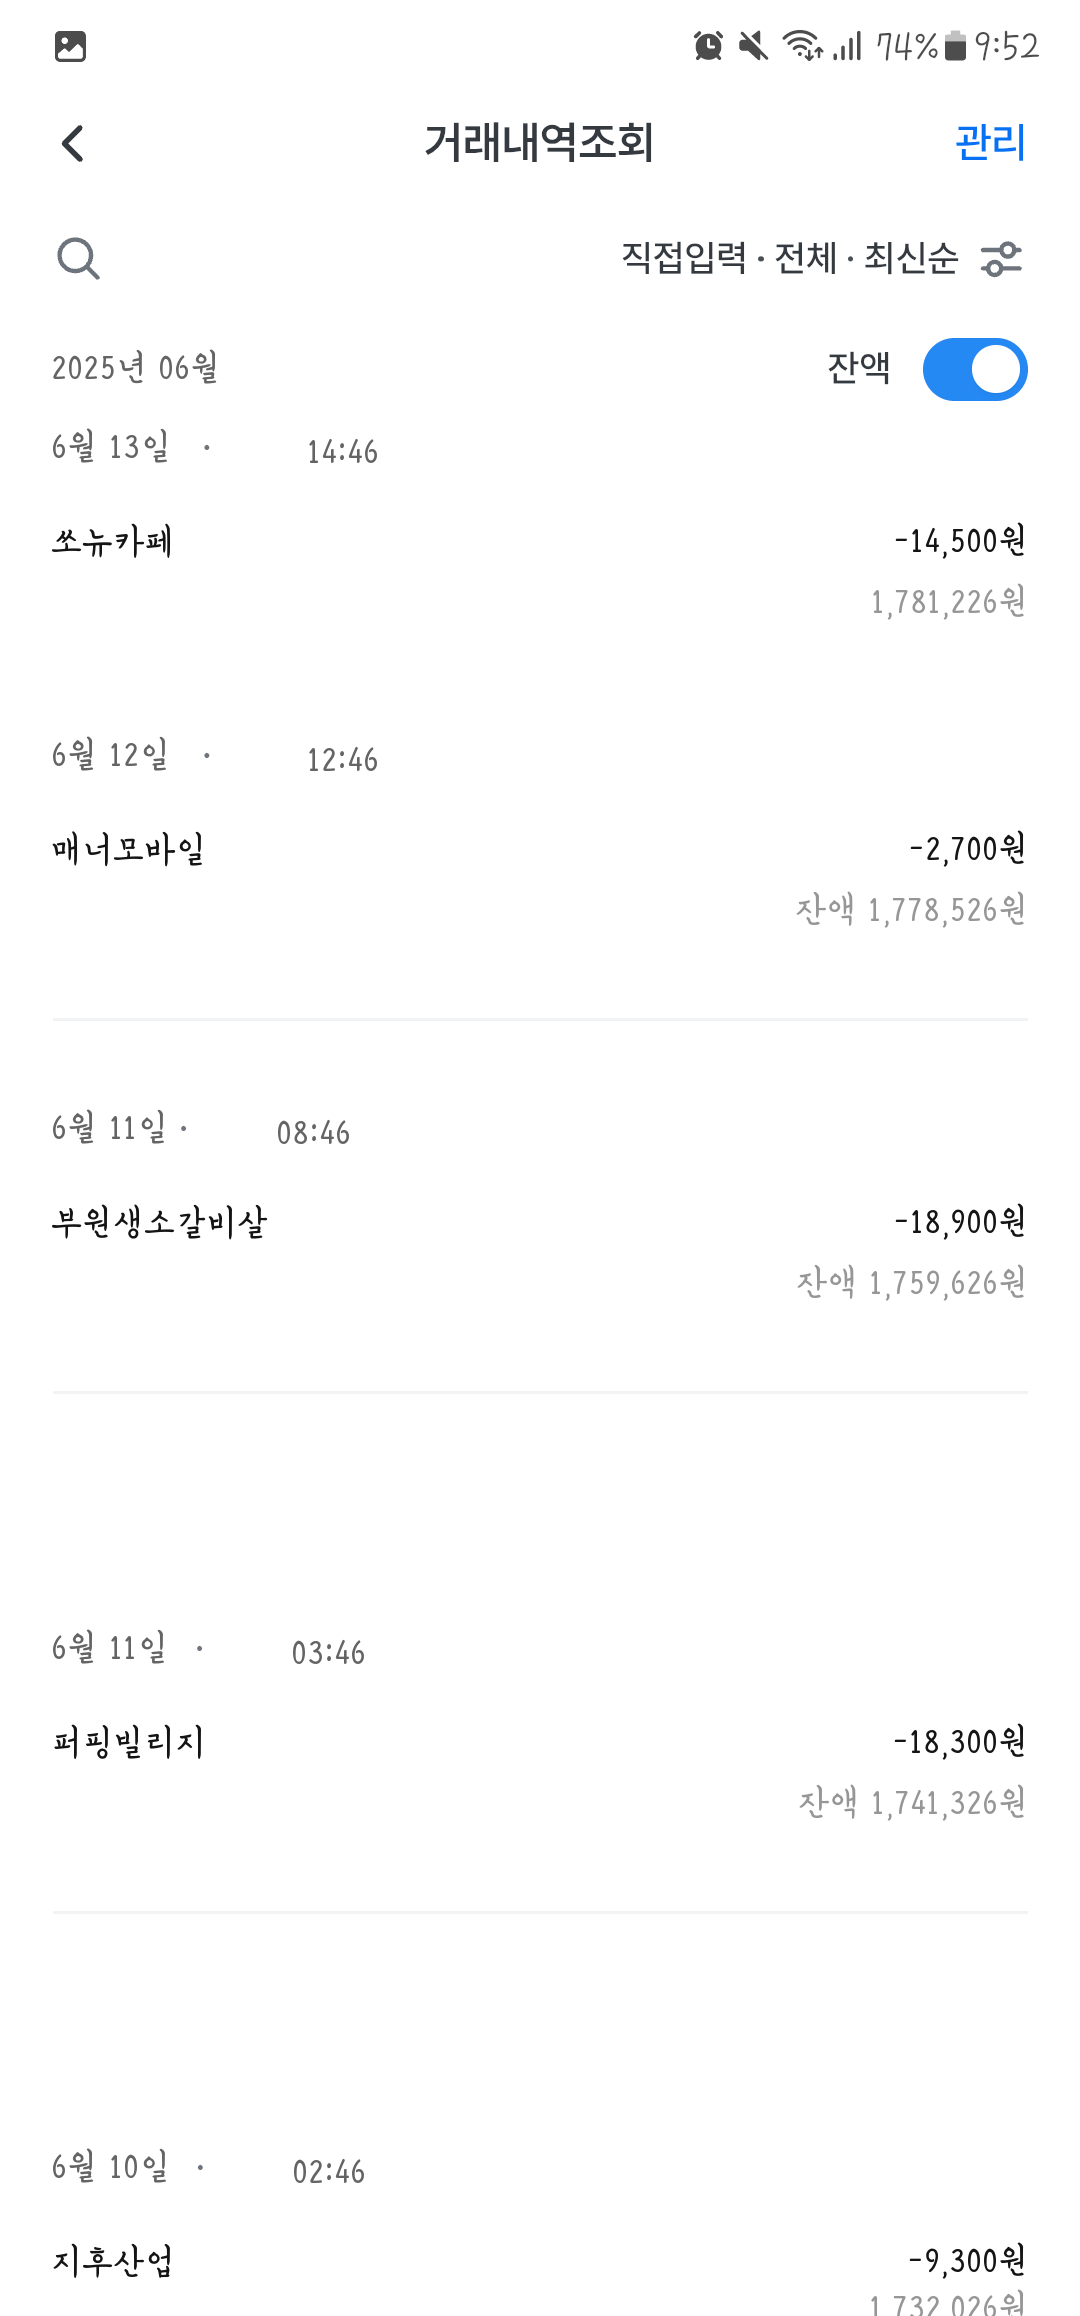 74% 9:52
거래내역조회 관리
직접입력 · 전체 · 최신순
2025년 06월 잔액
6월 13일 · 14:46
쏘뉴카페 -14,500원
1,781,226원
6월 12일 · 12:46
매너모바일 -2,700원
잔액 1,778,526원
6월 11일 · 08:46
부원생소갈비살 -18,900원
잔액 1,759,626원
6월 11일 · 03:46
퍼핑빌리지 -18,300원
잔액 1,741,326원
6월 10일 · 02:46
지후산업 -9,300원
1,732,026원